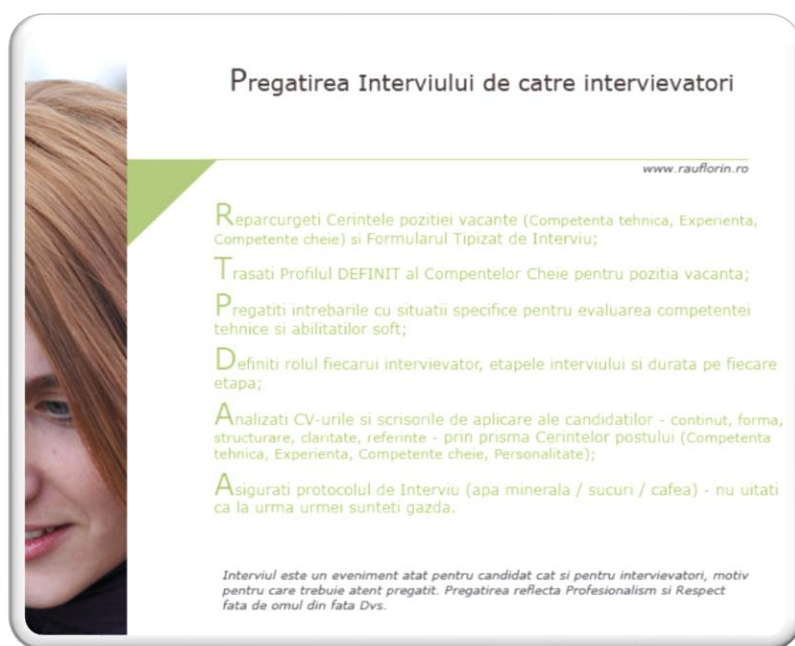 Pregatirea Interviului de catre intervievatori
www.rauflorin.ro
Reparcurgeti Cerintele pozitiei vacante (Competenta tehnica, Experienta,
Competente cheie) si Formularul Tipizat de Interviu;
Trasati Profilul DEFINIT al Compentelor Cheie pentru pozitia vacanta;
Pregatiti intrebarile cu situatii specifice pentru evaluarea competentei
tehnice si abilitatilor soft;
Definiti rolul fiecarui intervievator, etapele interviului si durata pe fiecare
etapa;
Analizati CV-urile si scrisorile de aplicare ale candidatilor - continut, forma,
structurare, claritate, referinte - prin prisma Cerintelor postului (Competenta
tehnica, Experienta, Competente cheie, Personalitate);
Asigurati protocolul de Interviu (apa minerala / sucuri / cafea) - nu uitati
ca la urma urmei sunteti gazda.
Interviul este un eveniment atat pentru candidat cat si pentru intervievatori, motiv
pentru care trebuie atent pregatit. Pregatirea reflecta Profesionalism si Respect
fata de omul din fata Dvs.